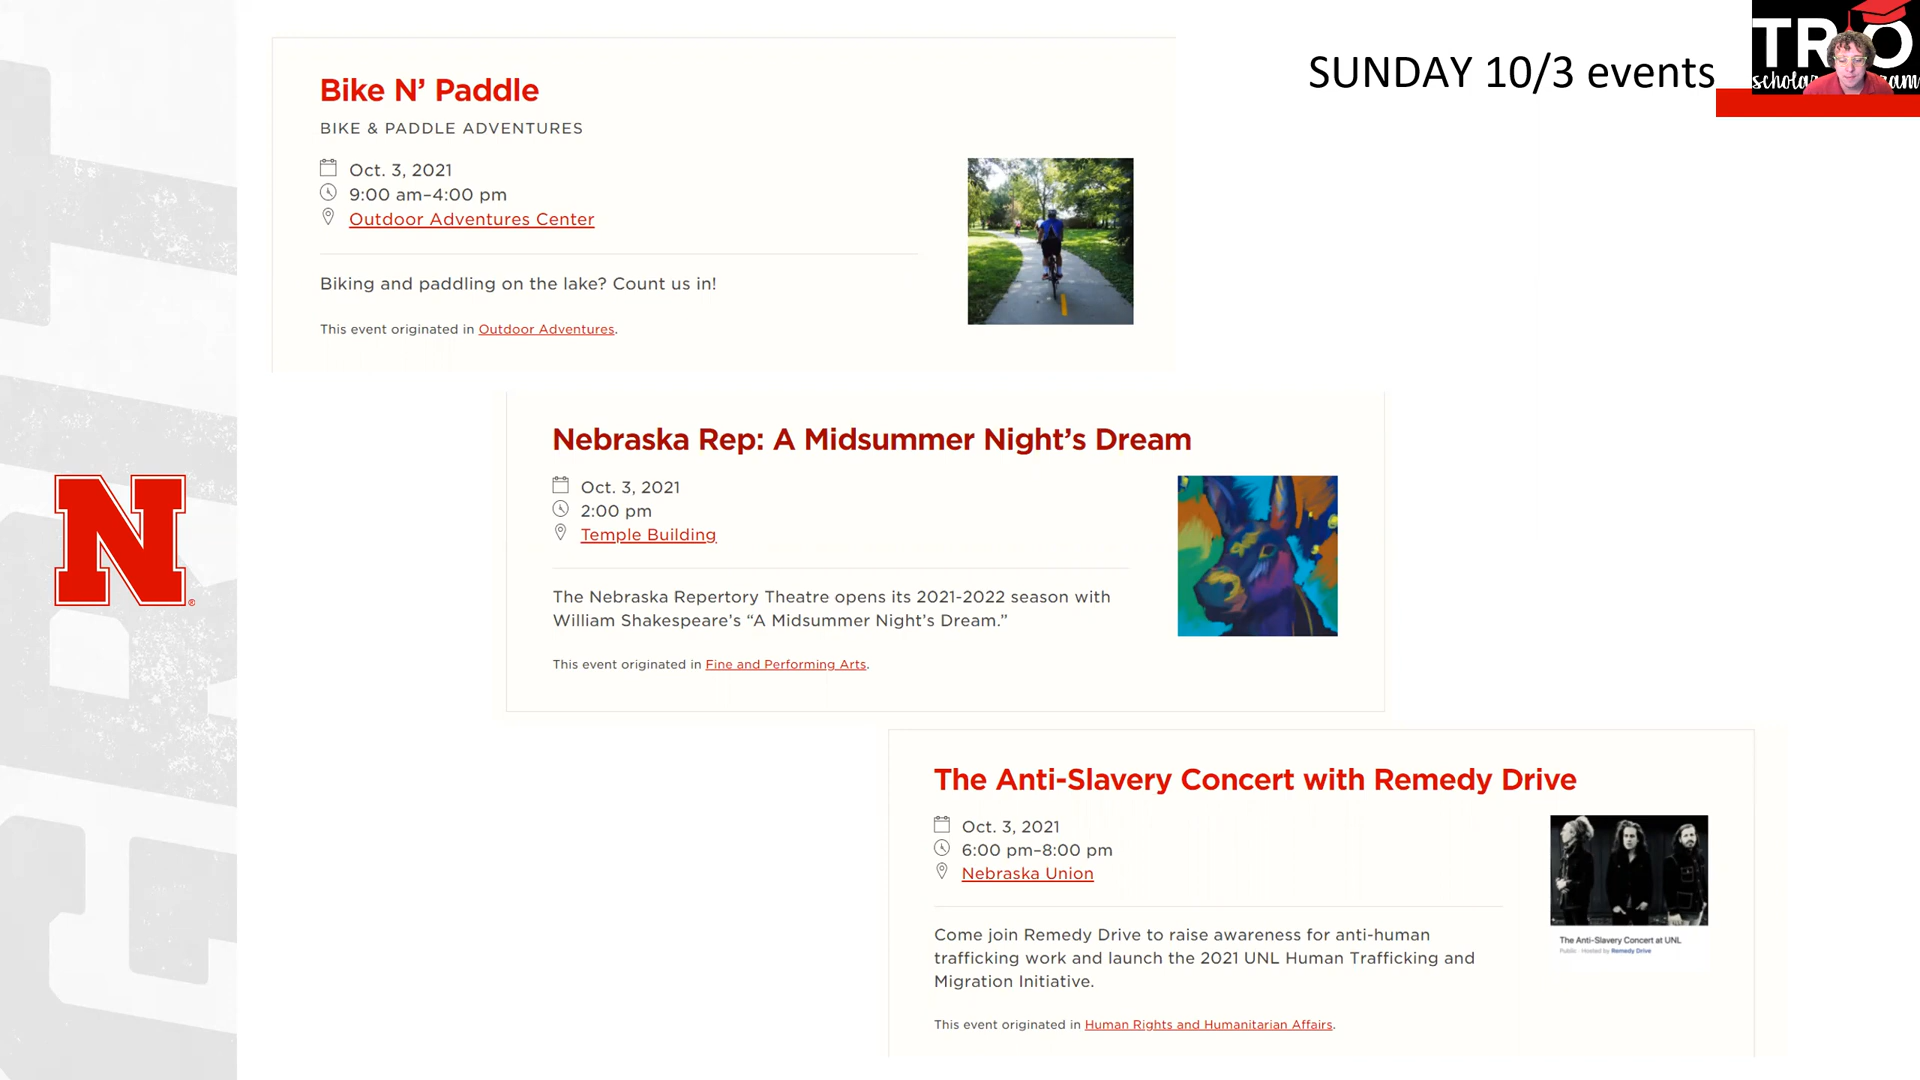 SUNDAY 10/3 events
TRIO
Bike N’ Paddle
BIKE & PADDLE ADVENTURES
Oct. 3, 2021
9:00 am–4:00 pm
Outdoor Adventures Center
Biking and paddling on the lake? Count us in!
This event originated in Outdoor Adventures.
Nebraska Rep: A Midsummer Night’s Dream
Oct. 3, 2021
2:00 pm
Temple Building
The Nebraska Repertory Theatre opens its 2021-2022 season with
William Shakespeare’s “A Midsummer Night’s Dream.”
This event originated in Fine and Performing Arts.
N®
The Anti-Slavery Concert with Remedy Drive
Oct. 3, 2021
6:00 pm–8:00 pm
Nebraska Union
Come join Remedy Drive to raise awareness for anti-human
trafficking work and launch the 2021 UNL Human Trafficking and
Migration Initiative.
The Anti-Slavery Concert at UNL
Public · Hosted by Remedy Drive
This event originated in Human Rights and Humanitarian Affairs.